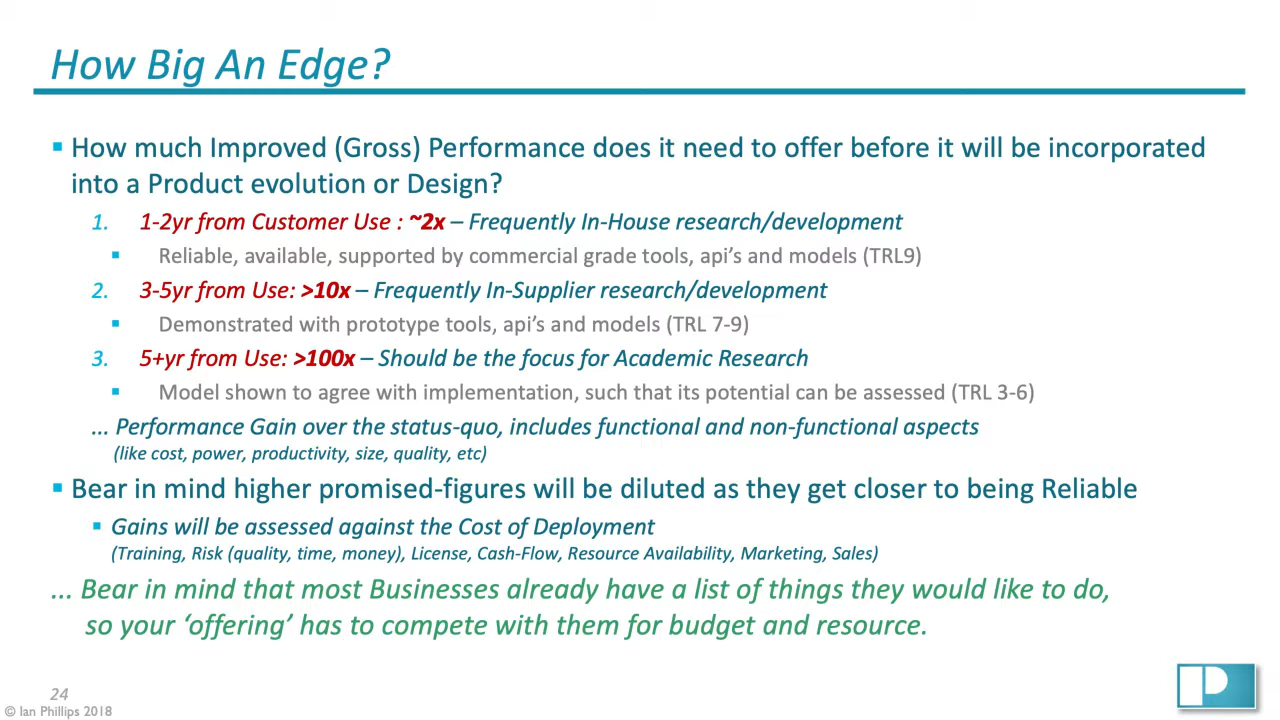 How Big An Edge?
▪ How much Improved (Gross) Performance does it need to offer before it will be incorporated
into a Product evolution or Design?
1. 1-2yr from Customer Use : ~2x – Frequently In-House research/development
▪ Reliable, available, supported by commercial grade tools, api's and models (TRL9)
2. 3-5yr from Use: >10x – Frequently In-Supplier research/development
▪ Demonstrated with prototype tools, api's and models (TRL 7-9)
3. 5+yr from Use: >100x – Should be the focus for Academic Research
▪ Model shown to agree with implementation, such that its potential can be assessed (TRL 3-6)
... Performance Gain over the status-quo, includes functional and non-functional aspects
(like cost, power, productivity, size, quality, etc)
▪ Bear in mind higher promised-figures will be diluted as they get closer to being Reliable
▪ Gains will be assessed against the Cost of Deployment
(Training, Risk (quality, time, money), License, Cash-Flow, Resource Availability, Marketing, Sales)
... Bear in mind that most Businesses already have a list of things they would like to do,
so your ‘offering’ has to compete with them for budget and resource.
24
© Ian Phillips 2018
P